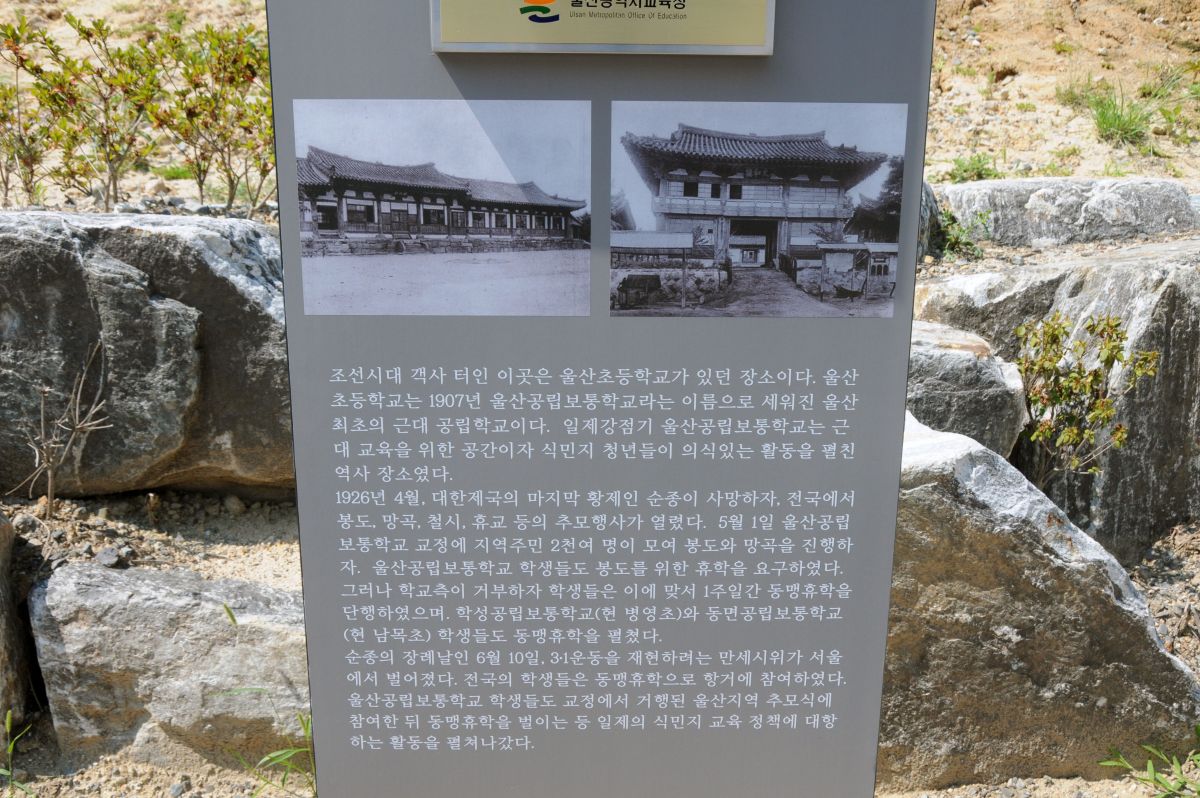 울산광역시교육청
Ulsan Metropolitan Office Of Education
조선시대 객사 터인 이곳은 울산초등학교가 있던 장소이다. 울산
초등학교는 1907년 울산공립보통학교라는 이름으로 세워진 울산
최초의 근대 공립학교이다. 일제강점기 울산공립보통학교는 근
대 교육을 위한 공간이자 식민지 청년들이 의식있는 활동을 펼친
역사 장소였다.
1926년 4월, 대한제국의 마지막 황제인 순종이 사망하자, 전국에서
봉도, 망곡, 철시, 휴교 등의 추모행사가 열렸다. 5월 1일 울산공립
보통학교 교정에 지역주민 2천여 명이 모여 봉도와 망곡을 진행하
자. 울산공립보통학교 학생들도 봉도를 위한 휴학을 요구하였다.
그러나 학교측이 거부하자 학생들은 이에 맞서 1주일간 동맹휴학을
단행하였으며, 학성공립보통학교(현 병영초)와 동면공립보통학교
(현 남목초) 학생들도 동맹휴학을 펼쳤다.
순종의 장례날인 6월 10일, 3·1운동을 재현하려는 만세시위가 서울
에서 벌어졌다. 전국의 학생들은 동맹휴학으로 항거에 참여하였다.
울산공립보통학교 학생들도 교정에서 거행된 울산지역 추모식에
참여한 뒤 동맹휴학을 벌이는 등 일제의 식민지 교육 정책에 대항
하는 활동을 펼쳐나갔다.